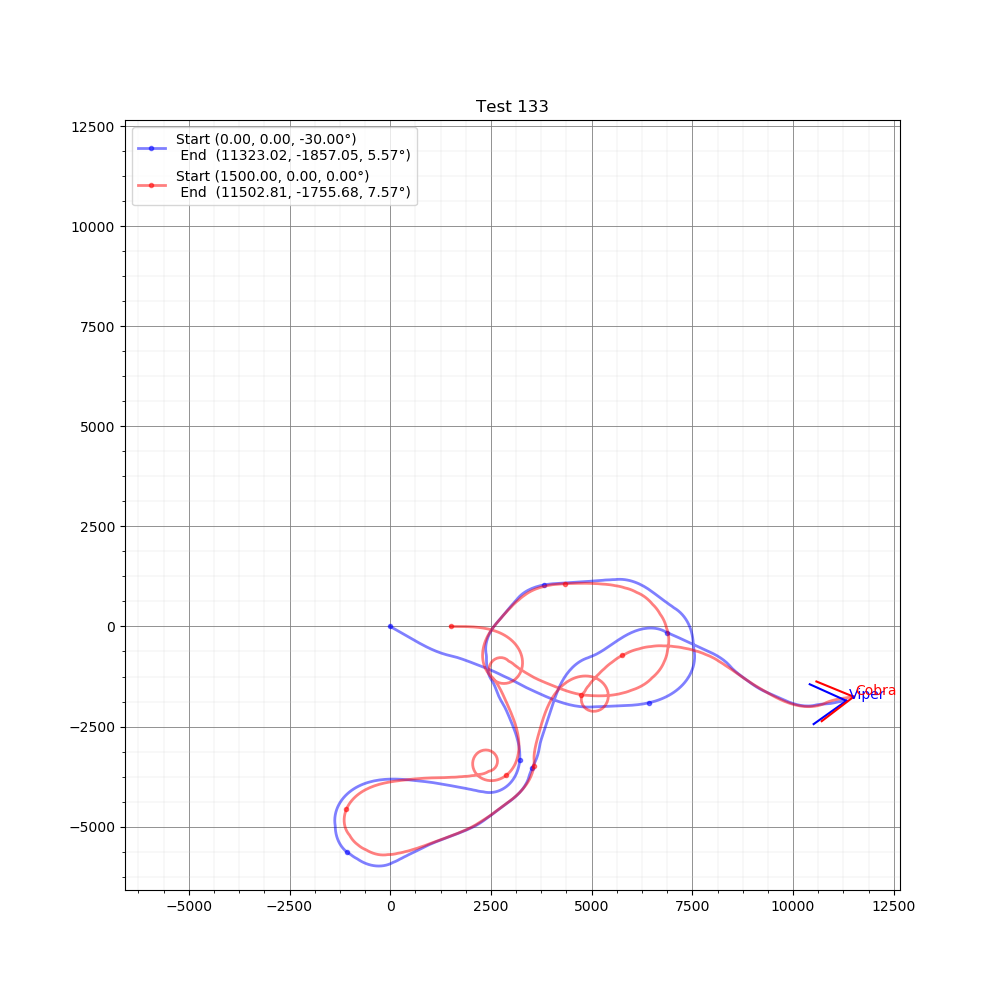 Test 133
Start (0.00, 0.00, -30.00°)
End  (11323.02, -1857.05, 5.57°)
Start (1500.00, 0.00, 0.00°)
End  (11502.81, -1755.68, 7.57°)
12500
10000
7500
5000
2500
0
−2500
−5000
Cobra
Viper
−5000 −2500 0 2500 5000 7500 10000 12500